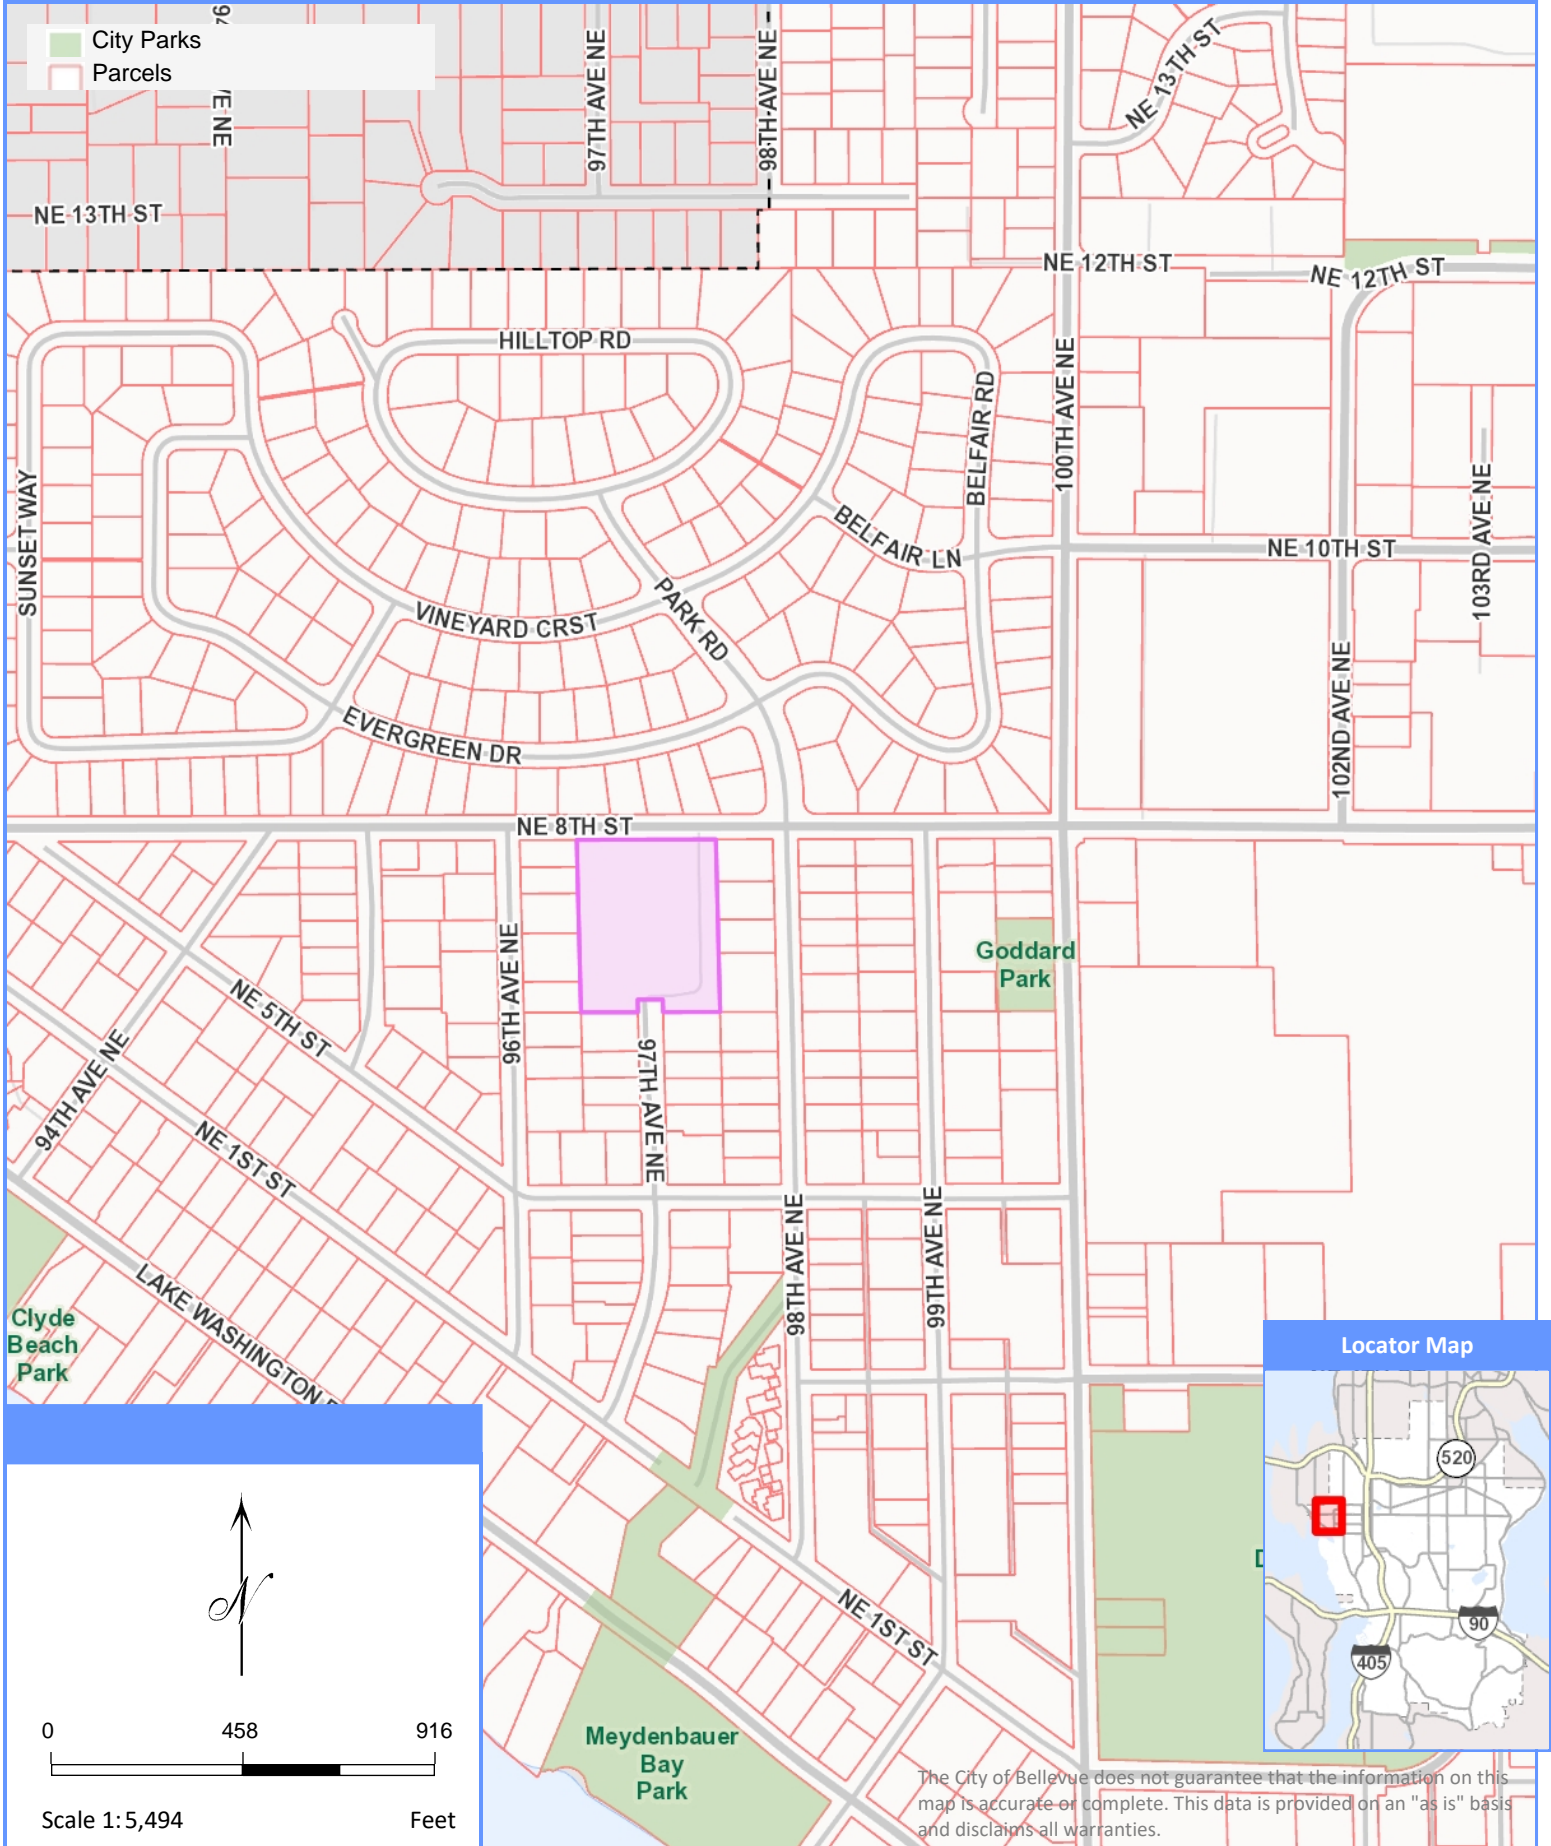 City Parks
Parcels
VE NE
97TH AVE NE
98TH AVE NE
NE 13TH ST
NE 13TH ST
NE 12TH ST
NE 12TH ST
HILLTOP RD
BELFAIR RD
100TH AVE NE
SUNSET WAY
BELFAIR LN
NE 10TH ST
103RD AVE NE
VINEYARD CRST
PARK RD
102ND AVE NE
EVERGREEN DR
NE 8TH ST
Goddard
Park
96TH AVE NE
NE 5TH ST
94TH AVE NE
97TH AVE NE
NE 1ST ST
98TH AVE NE
99TH AVE NE
LAKE WASHINGTON
Clyde
Beach
Park
Locator Map
520
90
405
NE 1ST ST
Meydenbauer
Bay
Park
N
0 458 916
Scale 1: 5,494 Feet
The City of Bellevue does not guarantee that the information on this
map is accurate or complete. This data is provided on an "as is" basis
and disclaims all warranties.